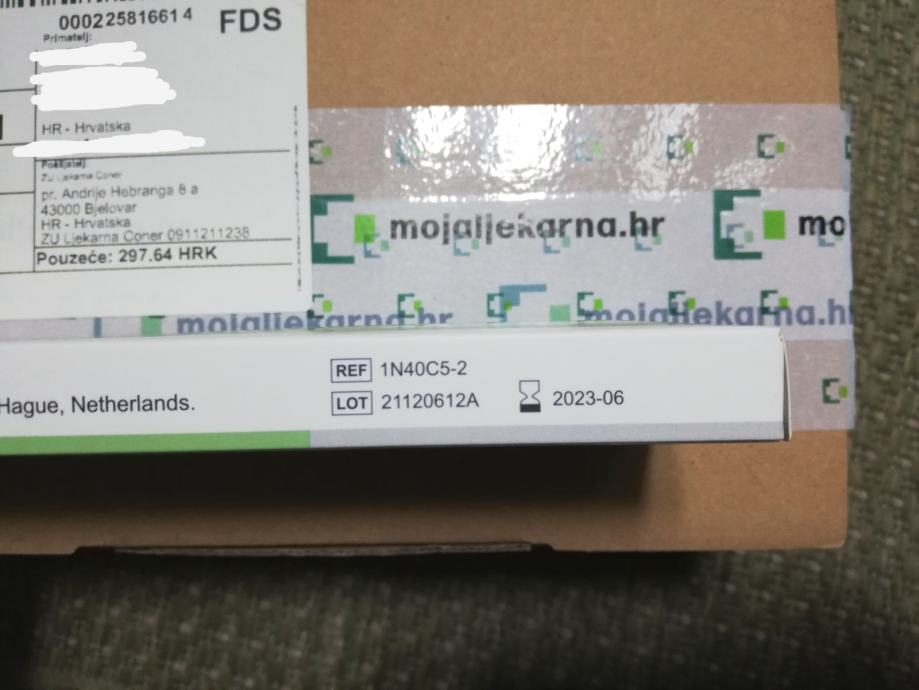 00022581661 4 FDS
Primatelj:
HR - Hrvatska
Pošiljatelj
ZU Ljekarna Coner
pr. Andrije Hebranga 8 a
43000 Bjelovar
HR - Hrvatska
ZU Ljekarna Coner 0911211238
Pouzeće: 297.64 HRK
mojaljekarna.hr mo
mojaljekarna.hr mojaljekarna.h
Hague, Netherlands.
REF 1N40C5-2
LOT 21120612A 2023-06